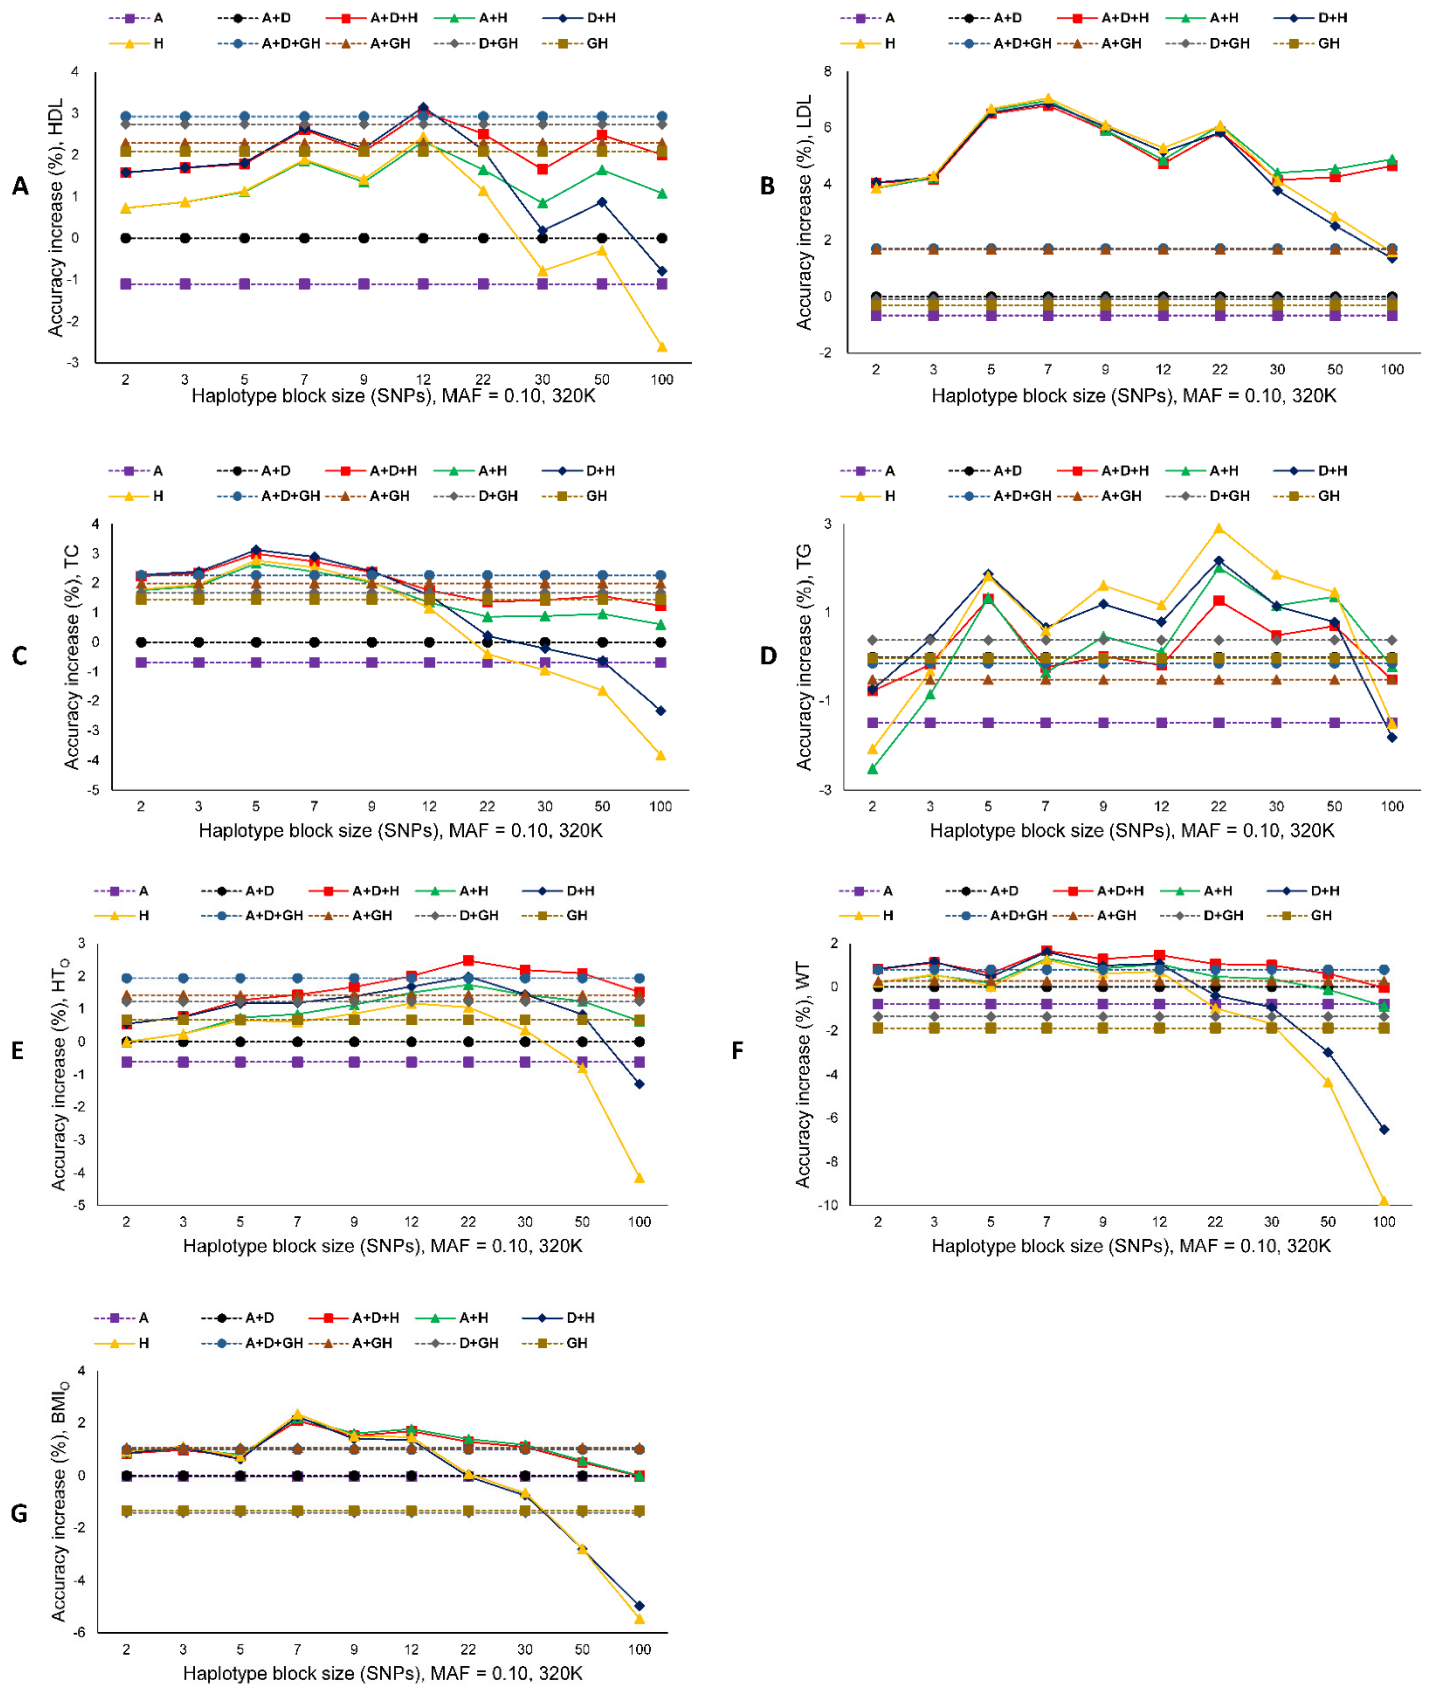 A A+D A+D+H A+H D+H
H A+D+GH A+GH D+GH GH
4
3
2
1
0
-1
-2
-3
Accuracy increase (%), HDL
A
2 3 5 7 9 12 22 30 50 100
Haplotype block size (SNPs), MAF = 0.10, 320K
A A+D A+D+H A+H D+H
H A+D+GH A+GH D+GH GH
8
6
4
2
0
-2
Accuracy increase (%), LDL
B
2 3 5 7 9 12 22 30 50 100
Haplotype block size (SNPs), MAF = 0.10, 320K
A A+D A+D+H A+H D+H
H A+D+GH A+GH D+GH GH
4
3
2
1
0
-1
-2
-3
-4
-5
Accuracy increase (%), TC
C
2 3 5 7 9 12 22 30 50 100
Haplotype block size (SNPs), MAF = 0.10, 320K
A A+D A+D+H A+H D+H
H A+D+GH A+GH D+GH GH
3
1
-1
-3
Accuracy increase (%), TG
D
2 3 5 7 9 12 22 30 50 100
Haplotype block size (SNPs), MAF = 0.10, 320K
A A+D A+D+H A+H D+H
H A+D+GH A+GH D+GH GH
3
2
1
0
-1
-2
-3
-4
-5
Accuracy increase (%), HTO
E
2 3 5 7 9 12 22 30 50 100
Haplotype block size (SNPs), MAF = 0.10, 320K
A A+D A+D+H A+H D+H
H A+D+GH A+GH D+GH GH
2
0
-2
-4
-6
-8
-10
Accuracy increase (%), WT
F
2 3 5 7 9 12 22 30 50 100
Haplotype block size (SNPs), MAF = 0.10, 320K
A A+D A+D+H A+H D+H
H A+D+GH A+GH D+GH GH
4
2
0
-2
-4
-6
Accuracy increase (%), BMIO
G
2 3 5 7 9 12 22 30 50 100
Haplotype block size (SNPs), MAF = 0.10, 320K